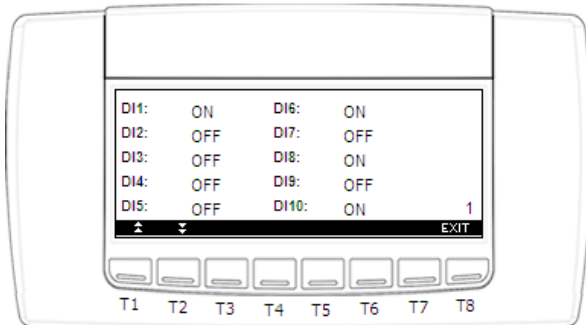 DI1: ON DI6: ON
DI2: OFF DI7: OFF
DI3: OFF DI8: ON
DI4: OFF DI9: OFF
DI5: OFF DI10: ON 1
EXIT
T1 T2 T3 T4 T5 T6 T7 T8